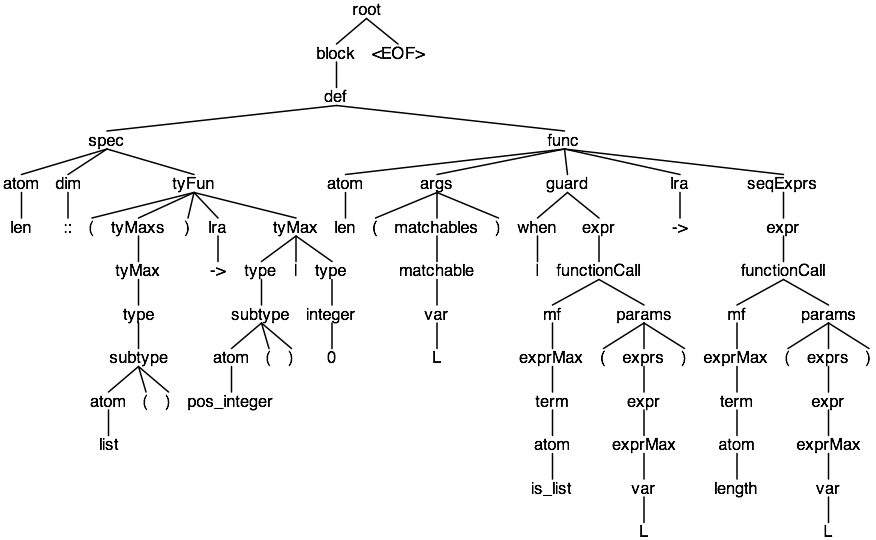 root
block <EOF>
def
spec func
atom dim tyFun atom args guard lra seqExprs
len :: ( tyMaxs ) lra tyMax len ( matchables ) when expr -> expr
tyMax -> type | type matchable | functionCall functionCall
type subtype integer var mf params mf params
subtype atom ( ) 0 L exprMax ( exprs ) exprMax ( exprs )
atom ( ) pos_integer term expr term expr
list atom exprMax atom exprMax
is_list var length var
L L